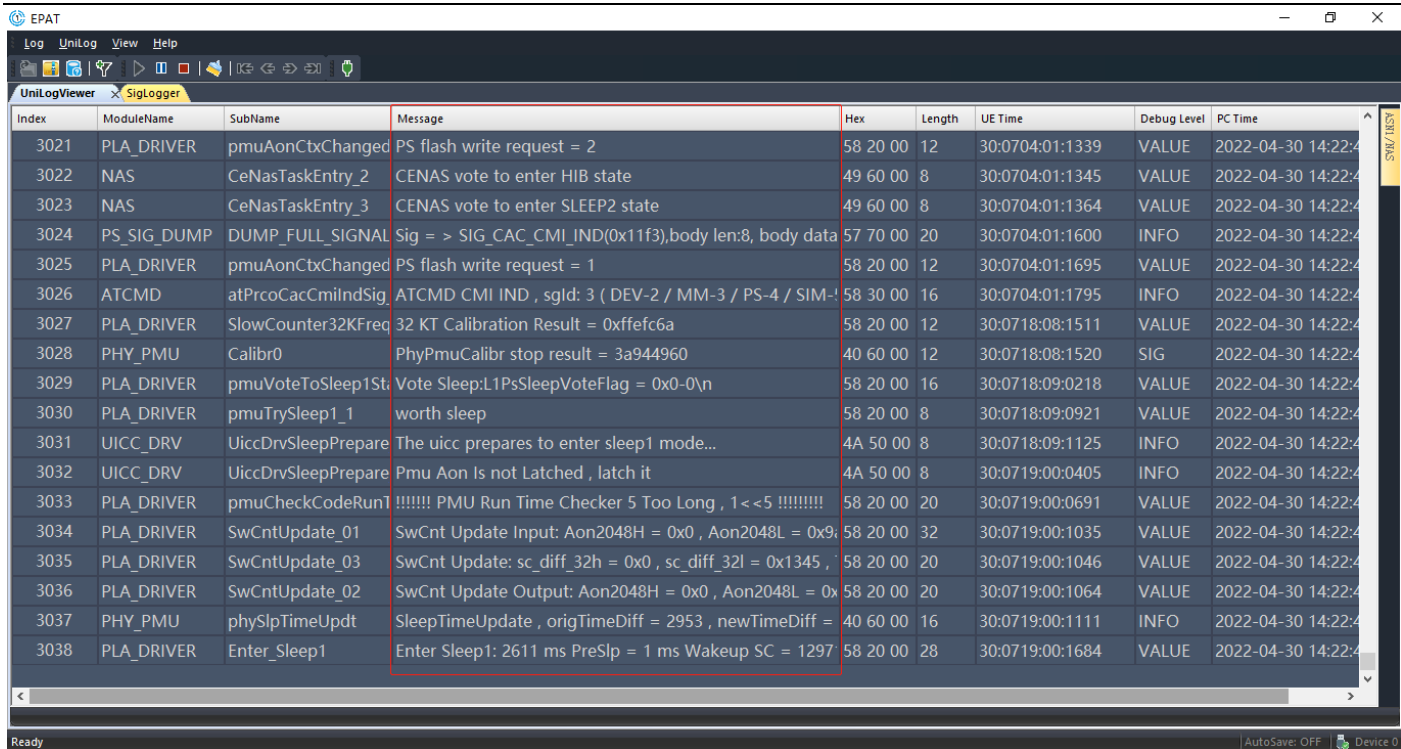 EPAT
Log UniLog View Help
UniLogViewer SigLogger
Index ModuleName SubName Message Hex Length UE Time Debug Level PC Time
3021 PLA_DRIVER pmuAonCtxChanged PS flash write request = 2 58 20 00 12 30:0704:01:1339 VALUE 2022-04-30 14:22:4
3022 NAS CeNasTaskEntry_2 CENAS vote to enter HIB state 49 60 00 8 30:0704:01:1345 VALUE 2022-04-30 14:22:4
3023 NAS CeNasTaskEntry_3 CENAS vote to enter SLEEP2 state 49 60 00 8 30:0704:01:1364 VALUE 2022-04-30 14:22:4
3024 PS_SIG_DUMP DUMP_FULL_SIGNAL Sig = > SIG_CAC_CMI_IND(0x11f3),body len:8, body data 57 70 00 20 30:0704:01:1600 INFO 2022-04-30 14:22:4
3025 PLA_DRIVER pmuAonCtxChanged PS flash write request = 1 58 20 00 12 30:0704:01:1695 VALUE 2022-04-30 14:22:4
3026 ATCMD atPrcoCacCmiIndSig_ ATCMD CMI IND , sgId: 3 ( DEV-2 / MM-3 / PS-4 / SIM- 58 30 00 16 30:0704:01:1795 INFO 2022-04-30 14:22:4
3027 PLA_DRIVER SlowCounter32KFreq 32 KT Calibration Result = 0xffefc6a 58 20 00 12 30:0718:08:1511 VALUE 2022-04-30 14:22:4
3028 PHY_PMU Calibr0 PhyPmuCalibr stop result = 3a944960 40 60 00 12 30:0718:08:1520 SIG 2022-04-30 14:22:4
3029 PLA_DRIVER pmuVoteToSleep1Sta Vote Sleep:L1PsSleepVoteFlag = 0x0-0\n 58 20 00 16 30:0718:09:0218 VALUE 2022-04-30 14:22:4
3030 PLA_DRIVER pmuTrySleep1_1 worth sleep 58 20 00 8 30:0718:09:0921 VALUE 2022-04-30 14:22:4
3031 UICC_DRV UiccDrvSleepPrepare The uicc prepares to enter sleep1 mode... 4A 50 00 8 30:0718:09:1125 INFO 2022-04-30 14:22:4
3032 UICC_DRV UiccDrvSleepPrepare Pmu Aon Is not Latched , latch it 4A 50 00 8 30:0719:00:0405 INFO 2022-04-30 14:22:4
3033 PLA_DRIVER pmuCheckCodeRunT !!!!!!! PMU Run Time Checker 5 Too Long , 1<<5 !!!!!!!!! 58 20 00 20 30:0719:00:0691 VALUE 2022-04-30 14:22:4
3034 PLA_DRIVER SwCntUpdate_01 SwCnt Update Input: Aon2048H = 0x0 , Aon2048L = 0x9a 58 20 00 32 30:0719:00:1035 VALUE 2022-04-30 14:22:4
3035 PLA_DRIVER SwCntUpdate_03 SwCnt Update: sc_diff_32h = 0x0 , sc_diff_32l = 0x1345 , 58 20 00 20 30:0719:00:1046 VALUE 2022-04-30 14:22:4
3036 PLA_DRIVER SwCntUpdate_02 SwCnt Update Output: Aon2048H = 0x0 , Aon2048L = 0x 58 20 00 20 30:0719:00:1064 VALUE 2022-04-30 14:22:4
3037 PHY_PMU phySlpTimeUpdt SleepTimeUpdate , origTimeDiff = 2953 , newTimeDiff = 40 60 00 16 30:0719:00:1111 INFO 2022-04-30 14:22:4
3038 PLA_DRIVER Enter_Sleep1 Enter Sleep1: 2611 ms PreSlp = 1 ms Wakeup SC = 1297 58 20 00 28 30:0719:00:1684 VALUE 2022-04-30 14:22:4
ASN1/NAS
Ready AutoSave: OFF Device 0